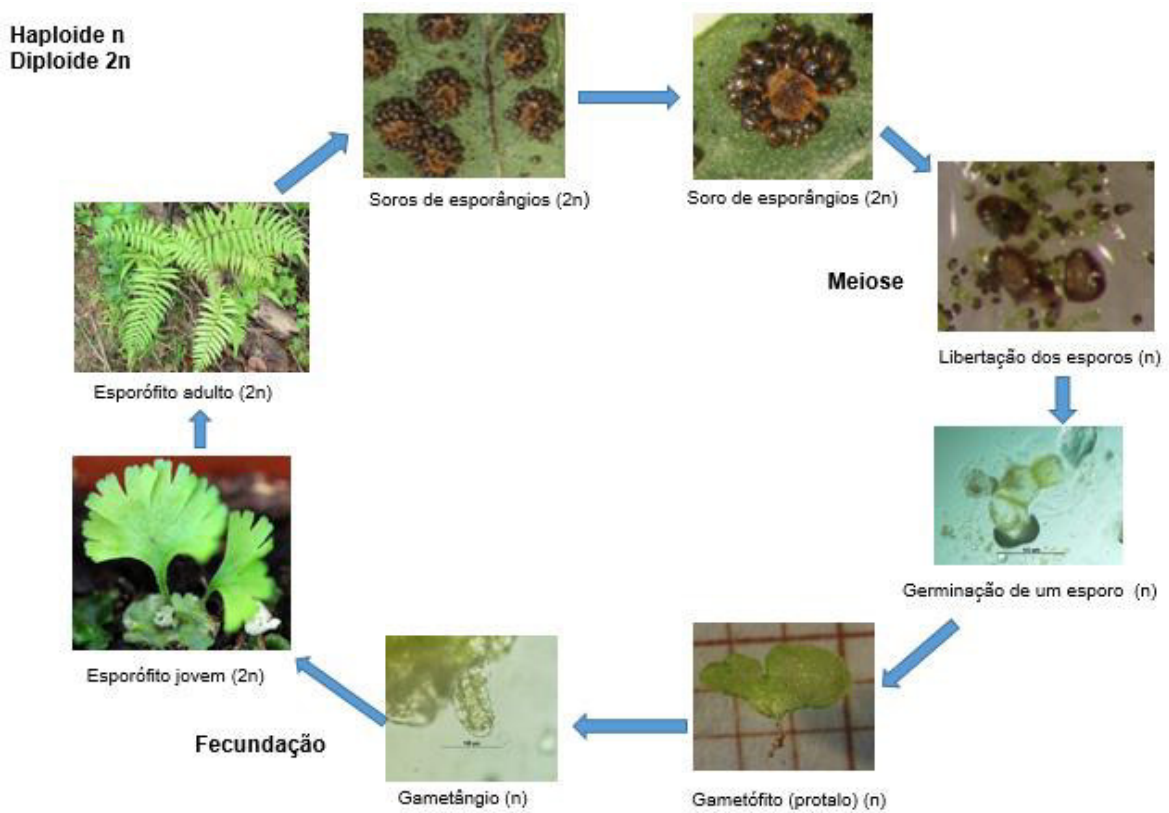 Haploide n
Diploide 2n
Soros de esporângios (2n)
Soro de esporângios (2n)
Meiose
Libertação dos esporos (n)
Esporófito adulto (2n)
Germinação de um esporo (n)
Esporófito jovem (2n)
Fecundação
Gametângio (n)
Gametófito (protalo) (n)